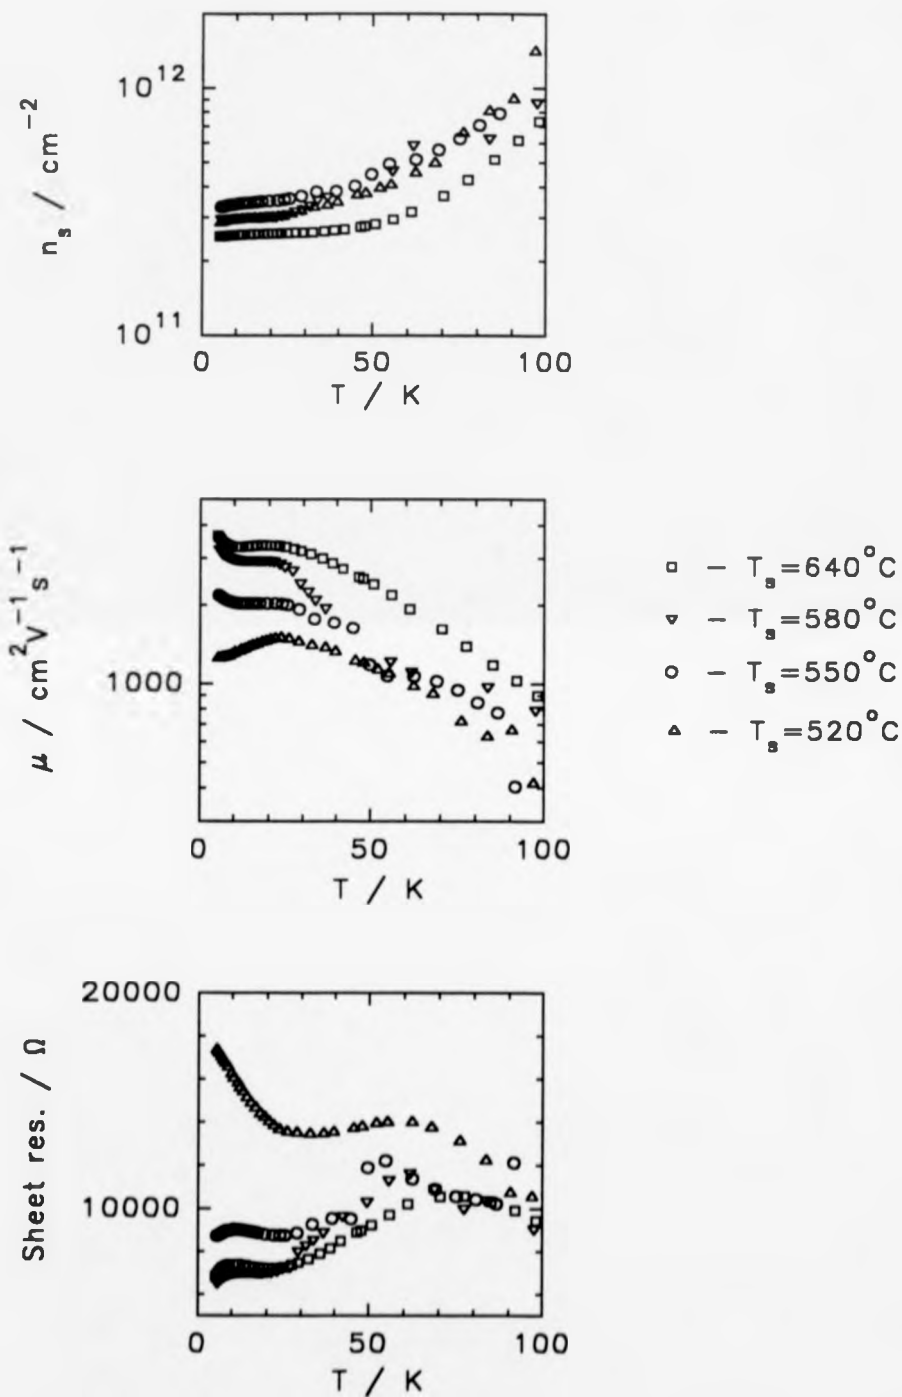 n_s / cm^-2
10^12
10^11
0 50 100
T / K
μ / cm^2V^-1s^-1
1000
0 50 100
T / K
□ – T_s=640°C
▽ – T_s=580°C
○ – T_s=550°C
△ – T_s=520°C
Sheet res. / Ω
20000
10000
0 50 100
T / K